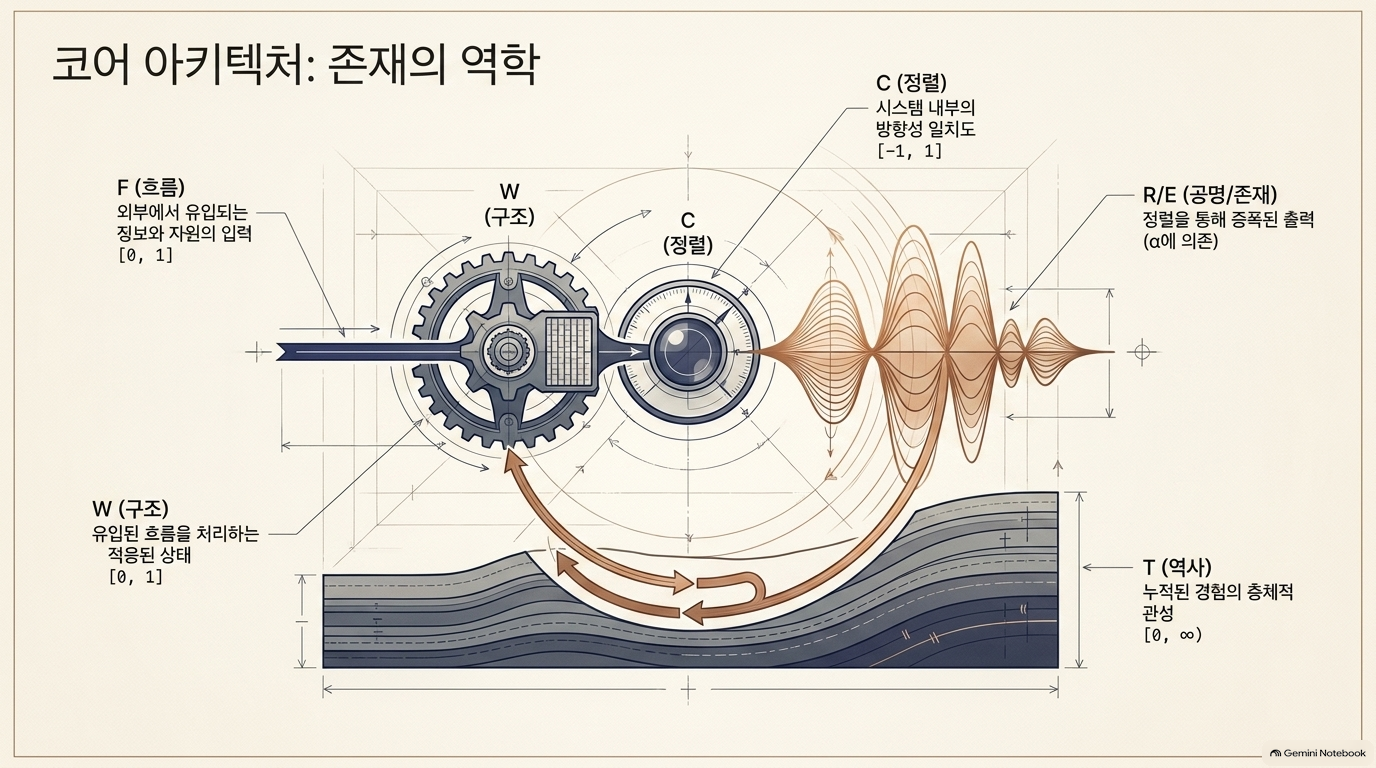 코어 아키텍처: 존재의 역학
C (정렬)
시스템 내부의
방향성 일치도
[-1, 1]
F (흐름)
외부에서 유입되는
정보와 자원의 입력
[0, 1]
W
(구조)
C
(정렬)
R/E (공명/존재)
정럴을 통해 증폭된 출력
(α에 의존)
W (구조)
유입된 흐름을 처리하는
적응된 상태
[0, 1]
T (역사)
누적된 경험의 층체적
관성
[0, ∞)
Gemini Notebook